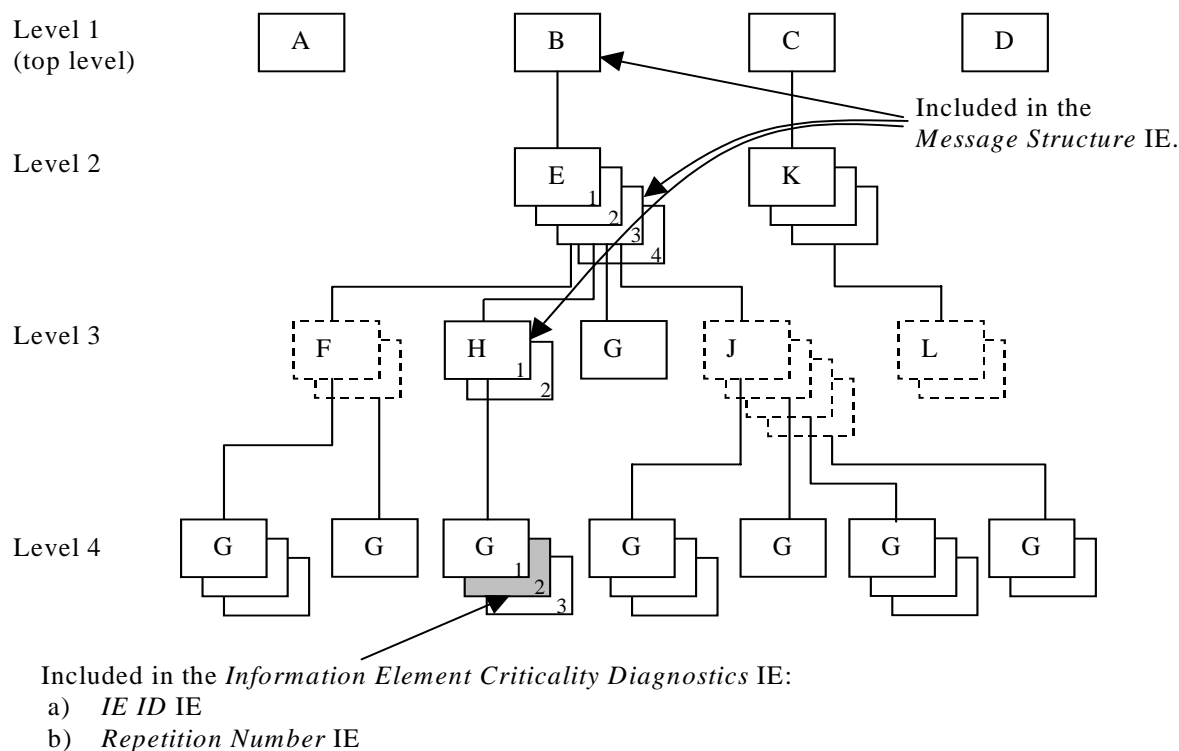 Level 1
(top level)
A
B
C
D
Included in the
Message Structure IE.
Level 2
E
1
2
3
4
K
Level 3
F
H
1
2
G
J
L
Level 4
G
G
G
1
2
3
G
G
G
G
Included in the Information Element Criticality Diagnostics IE:
a) IE ID IE
b) Repetition Number IE